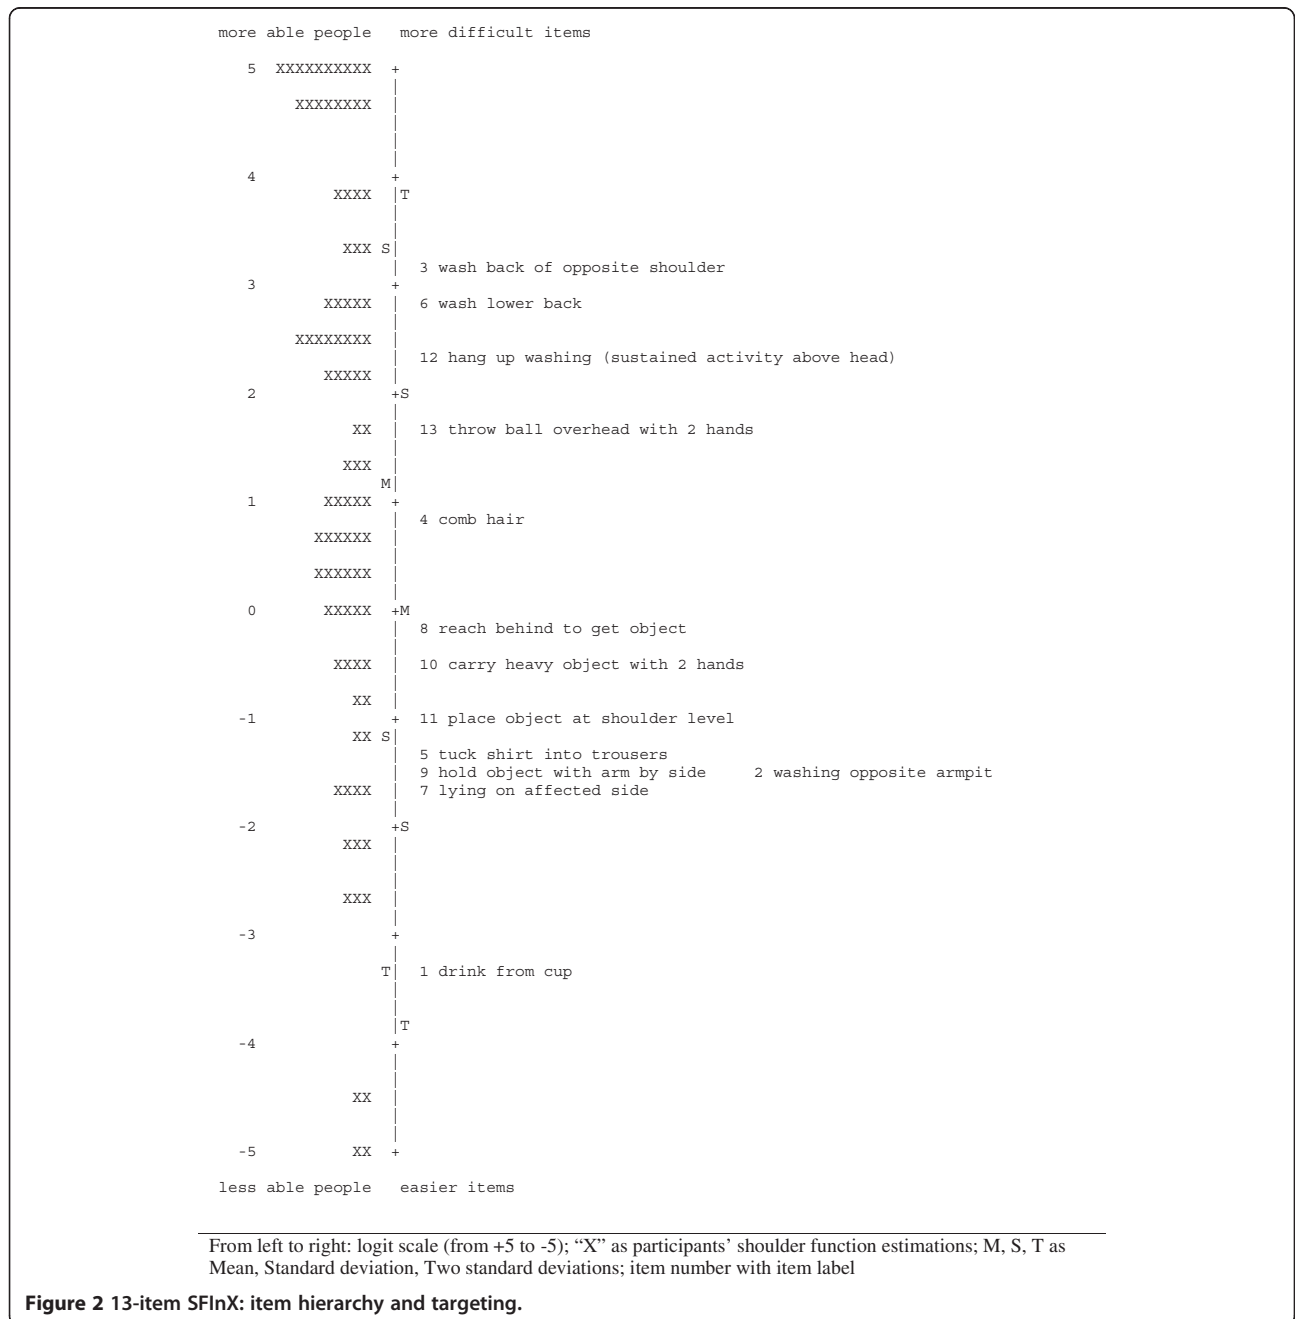 more able people   more difficult items
5  XXXXXXXXXX  +
XXXXXXXX  |
4  +
XXXX  |T
XXX S|
|  3 wash back of opposite shoulder
3  +
XXXXX  |  6 wash lower back
XXXXXXXX  |
|  12 hang up washing (sustained activity above head)
XXXXX  |
2  +S
XX  |  13 throw ball overhead with 2 hands
XXX  |
M|
1  XXXXX  +
|  4 comb hair
XXXXXX  |
XXXXXX  |
0  XXXXX  +M
|  8 reach behind to get object
XXXX  |  10 carry heavy object with 2 hands
XX  |
-1  +  11 place object at shoulder level
XX S|
|  5 tuck shirt into trousers
|  9 hold object with arm by side     2 washing opposite armpit
XXXX  |  7 lying on affected side
-2  +S
XXX  |
XXX  |
-3  +
T|  1 drink from cup
|T
-4  +
XX  |
-5  XX  +
less able people   easier items
From left to right: logit scale (from +5 to -5); “X” as participants’ shoulder function estimations; M, S, T as
Mean, Standard deviation, Two standard deviations; item number with item label
Figure 2 13-item SFInX: item hierarchy and targeting.